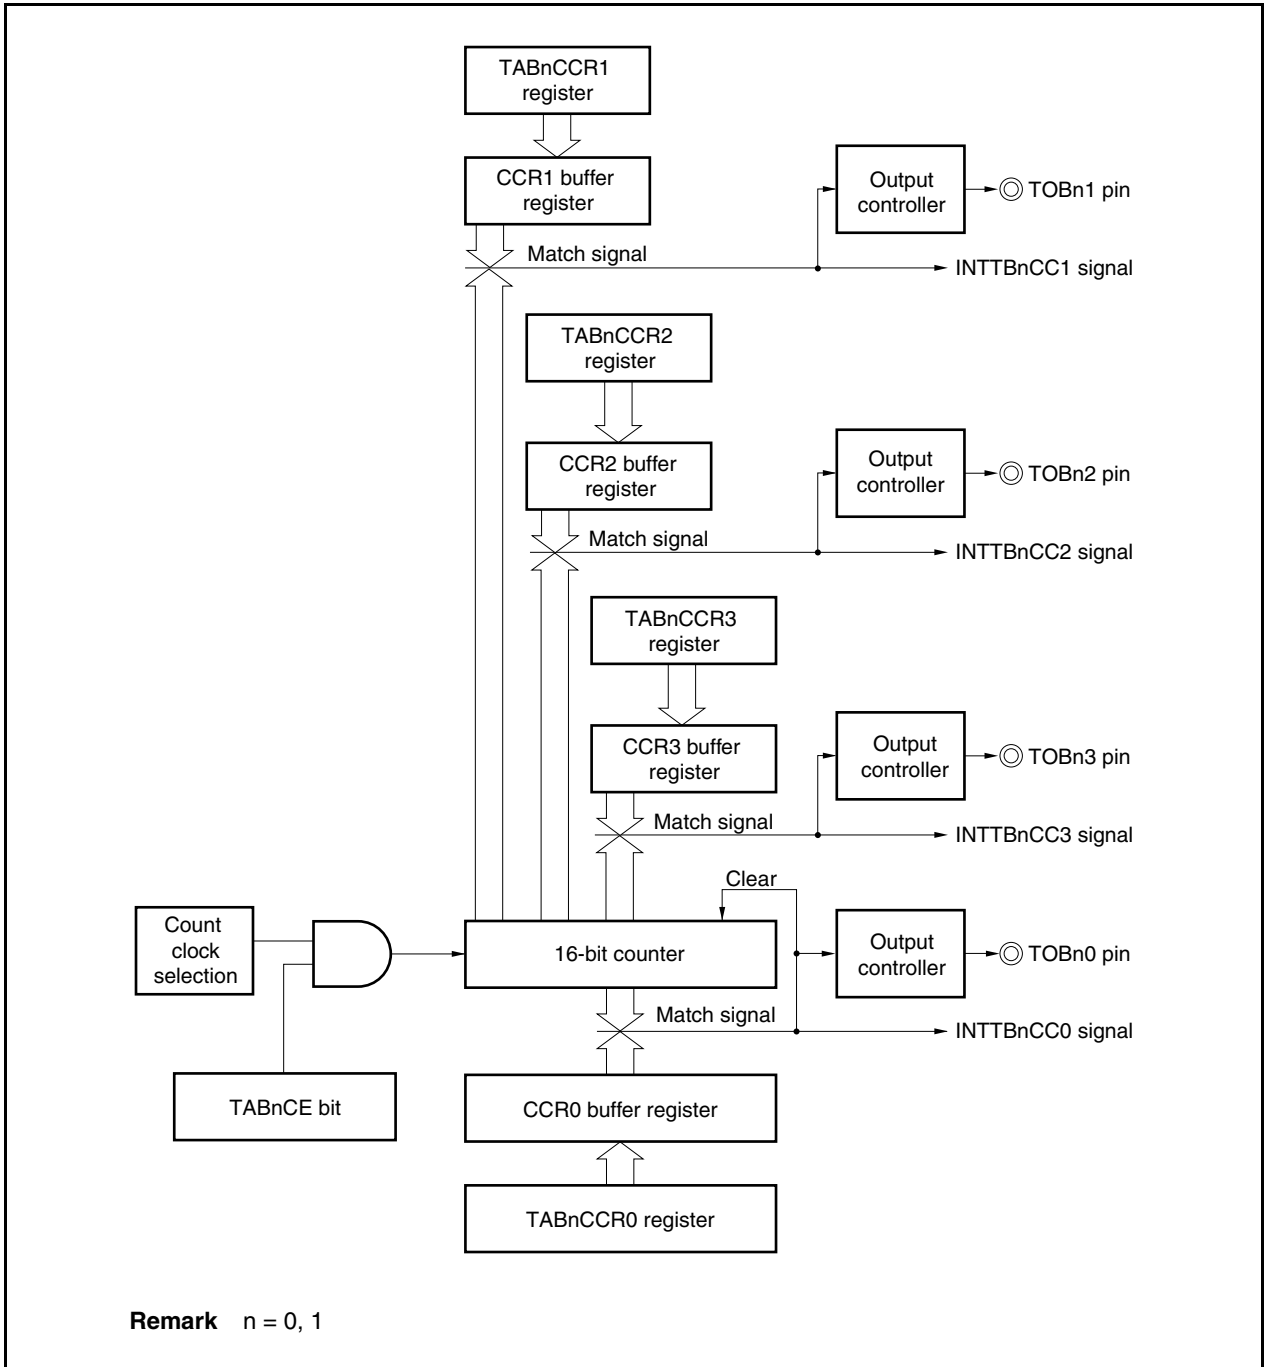 TABnCCR1
register
CCR1 buffer
register
Output
controller
TOBn1 pin
Match signal
INTTBnCC1 signal
TABnCCR2
register
CCR2 buffer
register
Output
controller
TOBn2 pin
Match signal
INTTBnCC2 signal
TABnCCR3
register
CCR3 buffer
register
Output
controller
TOBn3 pin
Match signal
INTTBnCC3 signal
Clear
Count
clock
selection
16-bit counter
Output
controller
TOBn0 pin
Match signal
INTTBnCC0 signal
TABnCE bit
CCR0 buffer register
TABnCCR0 register
Remark n = 0, 1